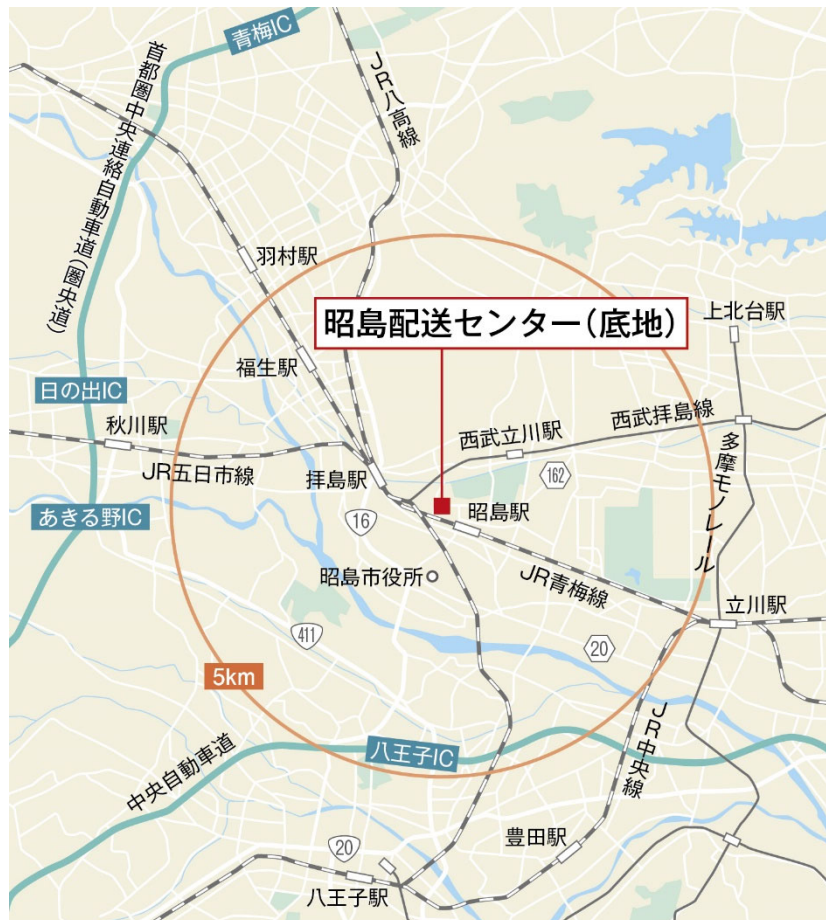 青梅IC
JR八高線
首都圏中央連絡自動車道(圏央道)
羽村駅
昭島配送センター(底地)
上北台駅
福生駅
日の出IC
秋川駅
西武立川駅
西武拝島線
JR五日市線
拝島駅
162
多摩モノレール
あきる野IC
16
昭島駅
昭島市役所
JR青梅線
立川駅
411
20
5km
JR中央線
八王子IC
中央自動車道
豊田駅
20
八王子駅